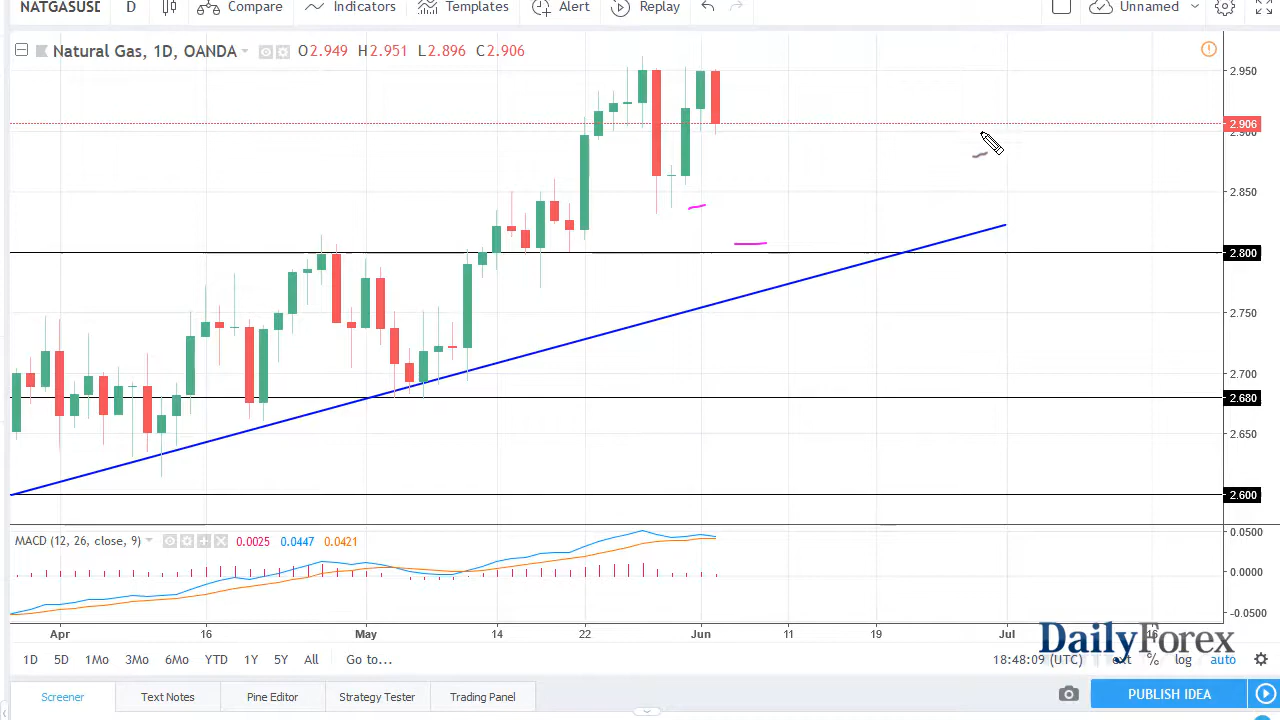 NATGASUSD D Compare Indicators Templates Alert Replay Unnamed
Natural Gas, 1D, OANDA O2.949 H2.951 L2.896 C2.906
2.950
2.906
2.900
2.850
2.800
2.750
2.700
2.680
2.650
2.600
MACD (12, 26, close, 9) 0.0025 0.0447 0.0421
0.0500
0.0000
-0.0500
Apr 16 May 14 22 Jun 11 19 Jul 16
DailyForex
1D 5D 1Mo 3Mo 6Mo YTD 1Y 5Y All Go to... 18:48:09 (UTC) ext % log auto
Screener Text Notes Pine Editor Strategy Tester Trading Panel PUBLISH IDEA